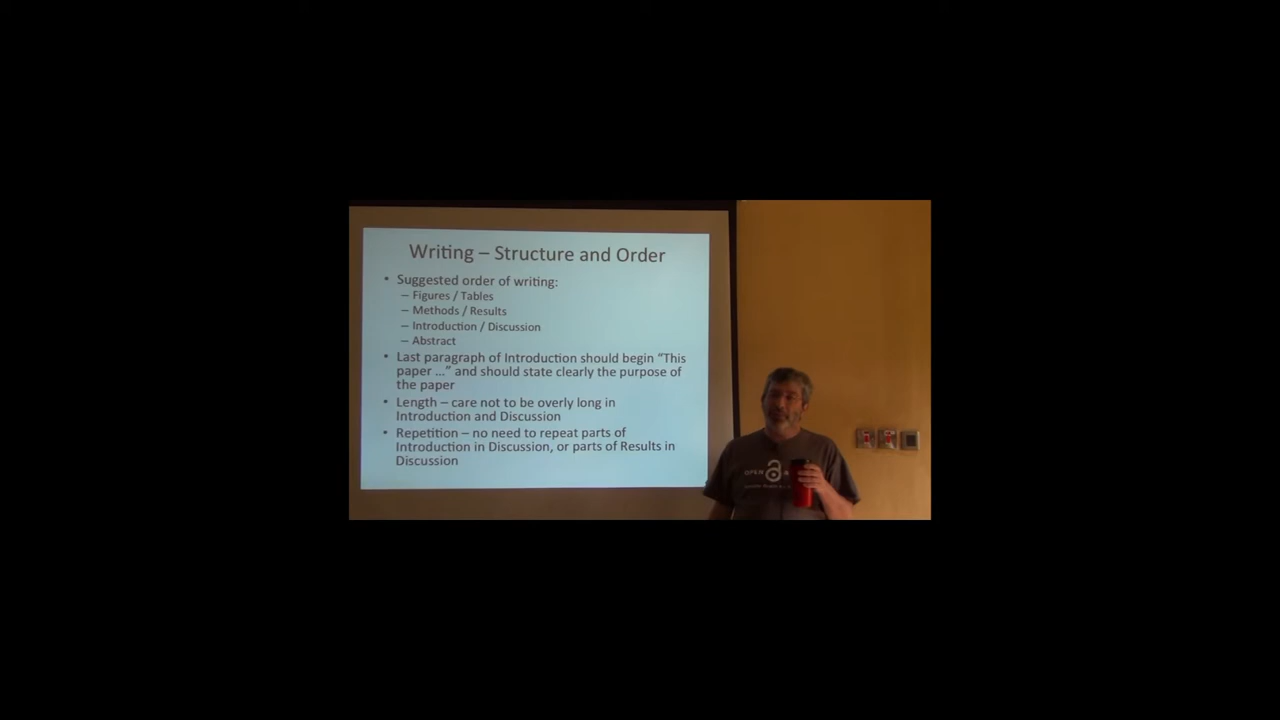 Writing – Structure and Order
• Suggested order of writing:
– Figures / Tables
– Methods / Results
– Introduction / Discussion
– Abstract
• Last paragraph of Introduction should begin “This
paper …” and should state clearly the purpose of
the paper
• Length – care not to be overly long in
Introduction and Discussion
• Repetition – no need to repeat parts of
Introduction in Discussion, or parts of Results in
Discussion
OPEN